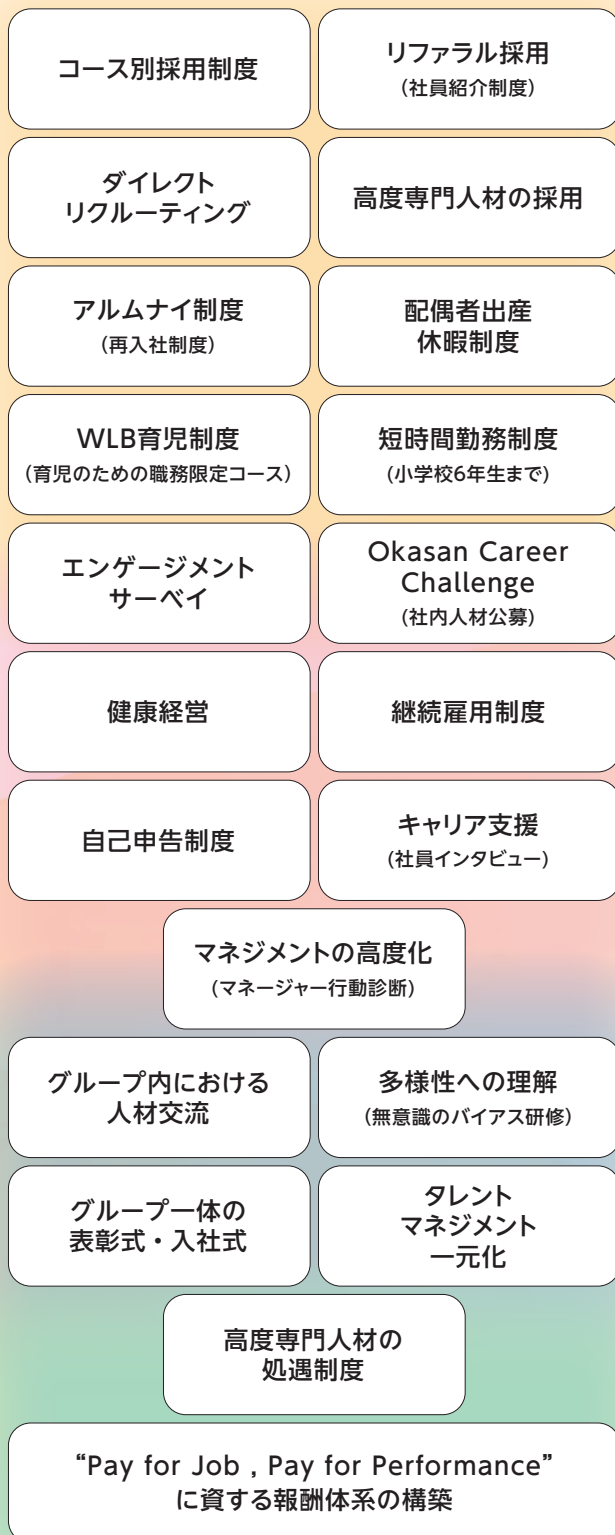 コース別採用制度
リファラル採用
(社員紹介制度)
ダイレクト
リクルーティング
高度専門人材の採用
アルムナイ制度
(再入社制度)
配偶者出産
休暇制度
WLB育児制度
(育児のための職務限定コース)
短時間勤務制度
(小学校6年生まで)
エンゲージメント
サーベイ
Okasan Career
Challenge
(社内人材公募)
健康経営
継続雇用制度
自己申告制度
キャリア支援
(社員インタビュー)
マネジメントの高度化
(マネージャー行動診断)
グループ内における
人材交流
多様性への理解
(無意識のバイアス研修)
グループ一体の
表彰式・入社式
タレント
マネジメント
一元化
高度専門人材の
処遇制度
“Pay for Job , Pay for Performance”
に資する報酬体系の構築